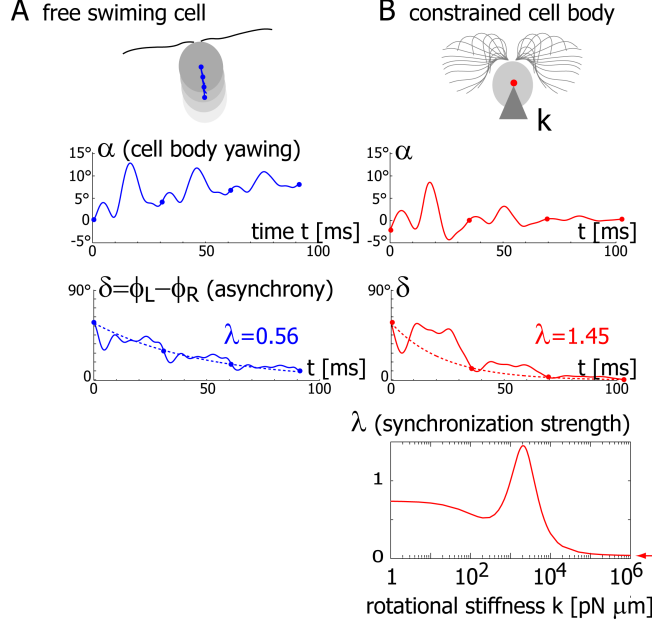 A free swiming cell
B constrained cell body
k
α (cell body yawing)
15°
10°
5°
0
-5°
0 50 100
time t [ms]
α
15°
10°
5°
0
-5°
0 50 100
t [ms]
δ=ϕL−ϕR (asynchrony)
90°
0
λ=0.56
t [ms]
0 50 100
δ
90°
0
λ=1.45
t [ms]
0 50 100
λ (synchronization strength)
1
0
1 10² 10⁴ 10⁶
rotational stiffness k [pN μm]